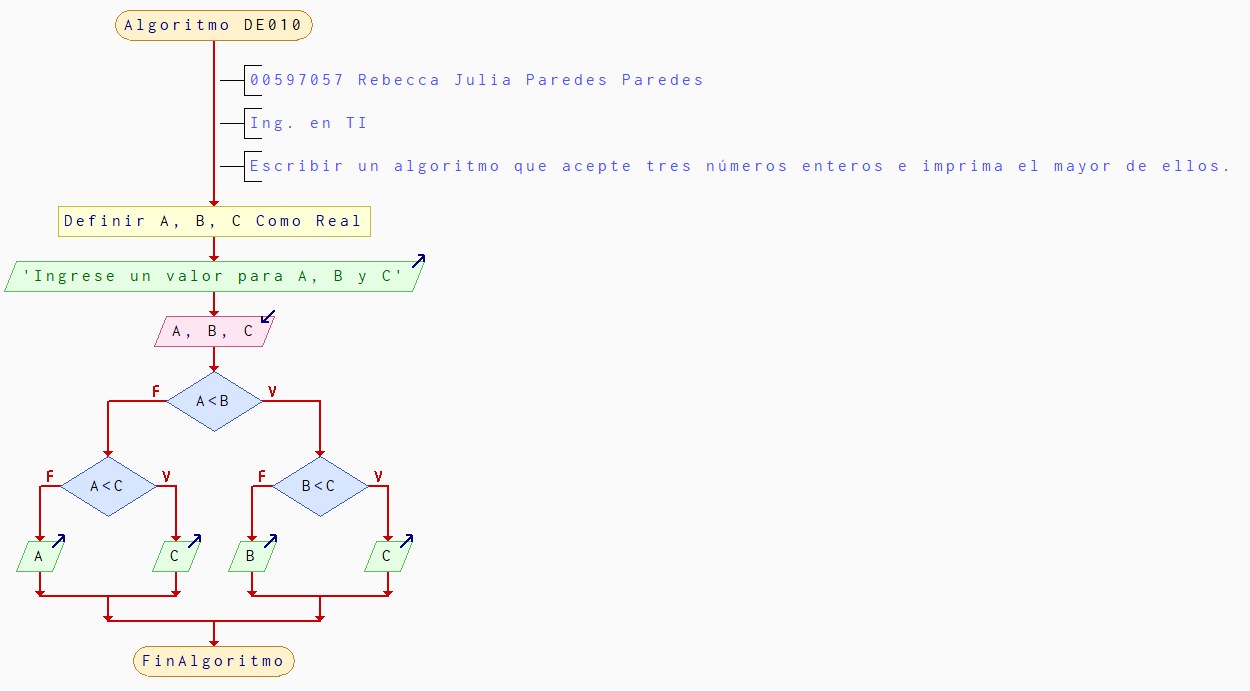 Algoritmo DE010
00597057 Rebecca Julia Paredes Paredes
Ing. en TI
Escribir un algoritmo que acepte tres números enteros e imprima el mayor de ellos.
Definir A, B, C Como Real
'Ingrese un valor para A, B y C'
A, B, C
F
V
A<B
F
V
F
V
A<C
B<C
A
C
B
C
FinAlgoritmo